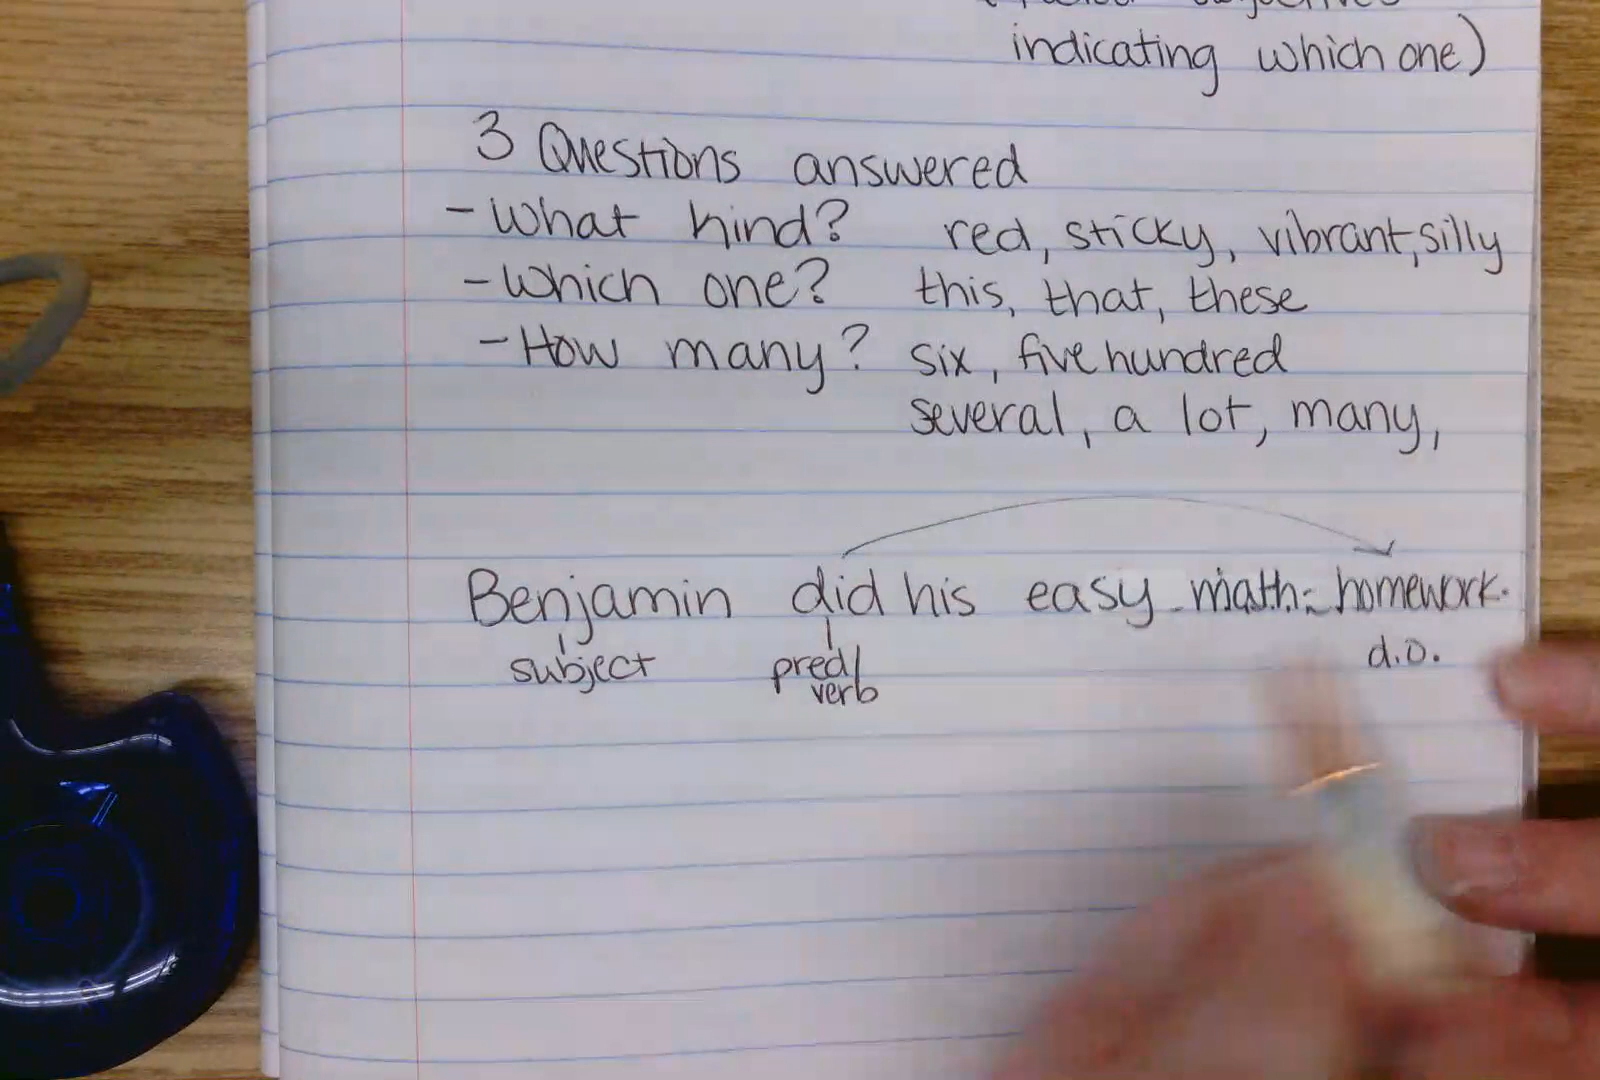 indicating which one)
3 Questions answered
- What kind? red, sticky, vibrant, silly
- Which one? this, that, these
- How many? six, five hundred
several, a lot, many,
Benjamin did his easy math homework.
subject pred/ d.o.
verb